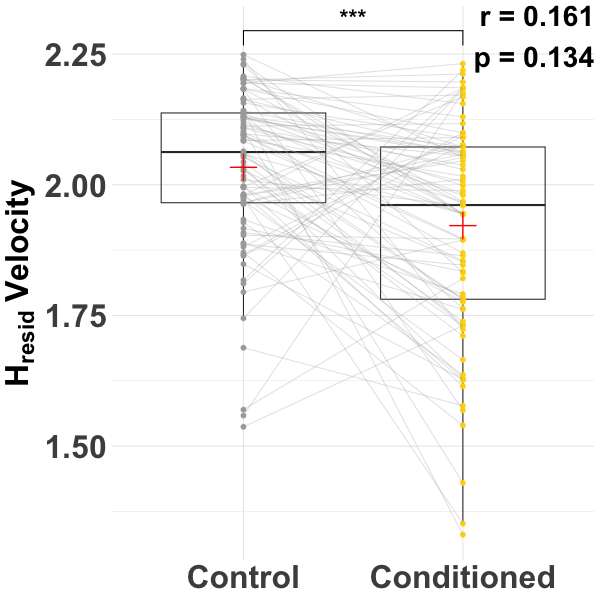 ***
r = 0.161
p = 0.134
2.25
2.00
1.75
1.50
Hresid Velocity
Control
Conditioned